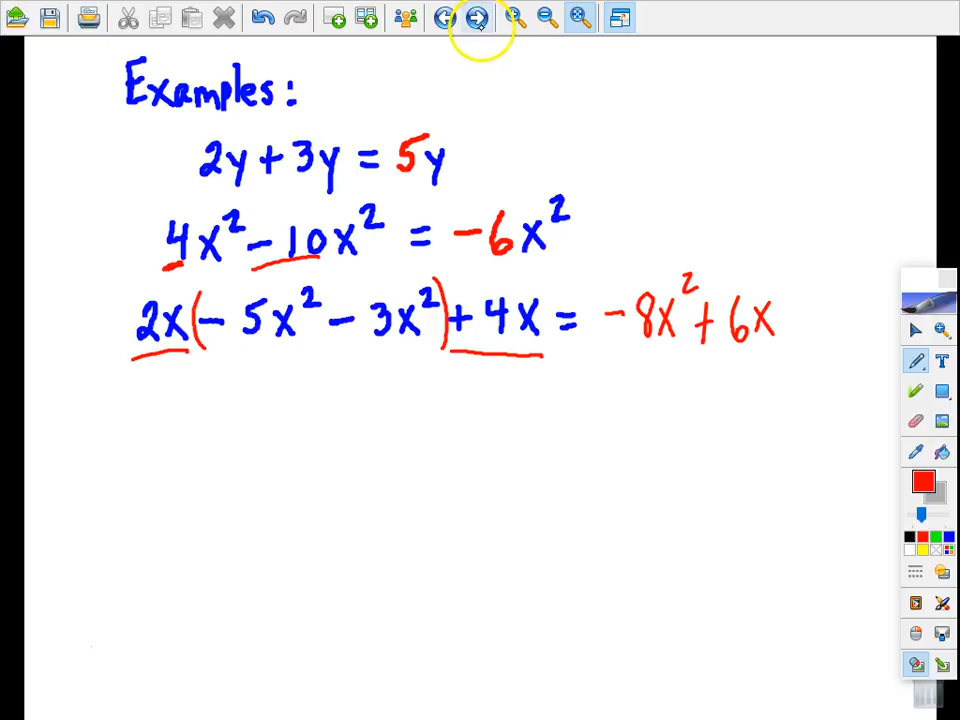 Examples:
2y + 3y = 5y
4x² - 10x² = -6x²
2x(- 5x² - 3x²) + 4x = -8x² + 6x